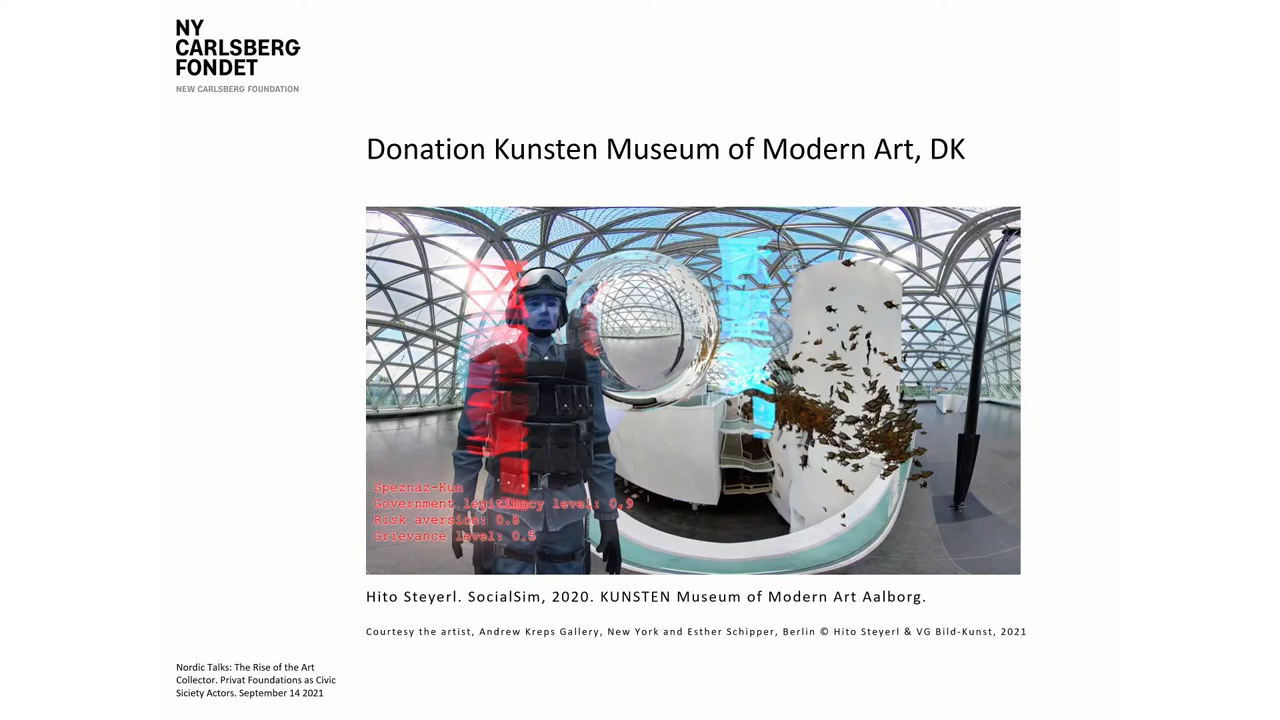 NY
CARLSBERG
FONDET
NEW CARLSBERG FOUNDATION
Donation Kunsten Museum of Modern Art, DK
Speznaz-Kun
Government legitimacy level: 0,9
Risk aversion: 0.8
Grievance level: 0.5
Hito Steyerl. SocialSim, 2020. KUNSTEN Museum of Modern Art Aalborg.
Courtesy the artist, Andrew Kreps Gallery, New York and Esther Schipper, Berlin © Hito Steyerl & VG Bild-Kunst, 2021
Nordic Talks: The Rise of the Art
Collector. Privat Foundations as Civic
Siciety Actors. September 14 2021